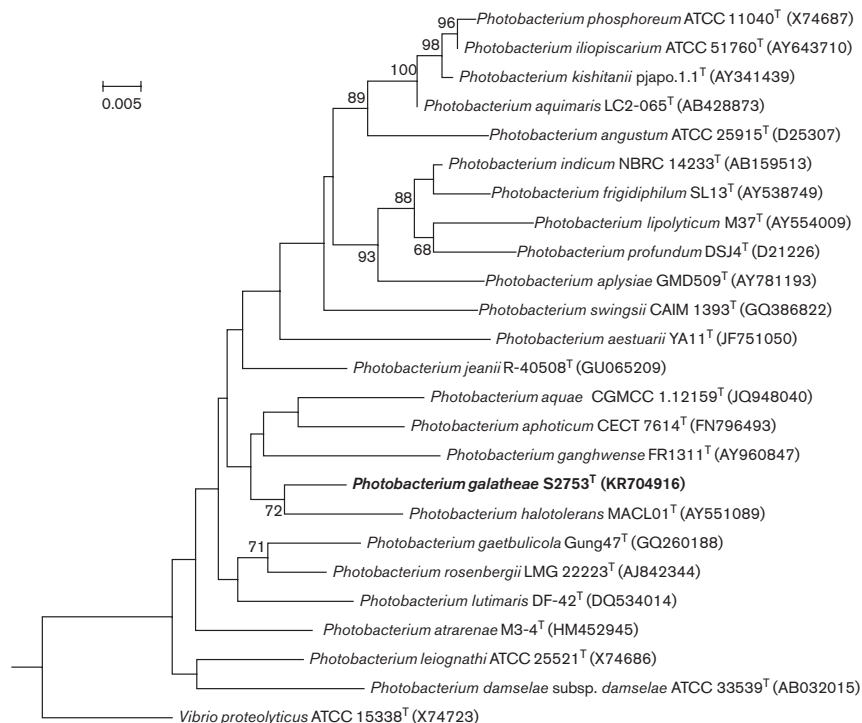 96 Photobacterium phosphoreum ATCC 11040T (X74687)
98 Photobacterium iliopiscarium ATCC 51760T (AY643710)
100 Photobacterium kishitanii pjapo.1.1T (AY341439)
0.005
89 Photobacterium aquimaris LC2-065T (AB428873)
Photobacterium angustum ATCC 25915T (D25307)
Photobacterium indicum NBRC 14233T (AB159513)
88 Photobacterium frigidiphilum SL13T (AY538749)
Photobacterium lipolyticum M37T (AY554009)
93 68 Photobacterium profundum DSJ4T (D21226)
Photobacterium aplysiae GMD509T (AY781193)
Photobacterium swingsii CAIM 1393T (GQ386822)
Photobacterium aestuarii YA11T (JF751050)
Photobacterium jeanii R-40508T (GU065209)
Photobacterium aquae CGMCC 1.12159T (JQ948040)
Photobacterium aphoticum CECT 7614T (FN796493)
Photobacterium ganghwense FR1311T (AY960847)
Photobacterium galatheae S2753T (KR704916)
72 Photobacterium halotolerans MACL01T (AY551089)
71 Photobacterium gaetbulicola Gung47T (GQ260188)
Photobacterium rosenbergii LMG 22223T (AJ842344)
Photobacterium lutimaris DF-42T (DQ534014)
Photobacterium atrarenae M3-4T (HM452945)
Photobacterium leiognathi ATCC 25521T (X74686)
Photobacterium damselae subsp. damselae ATCC 33539T (AB032015)
Vibrio proteolyticus ATCC 15338T (X74723)